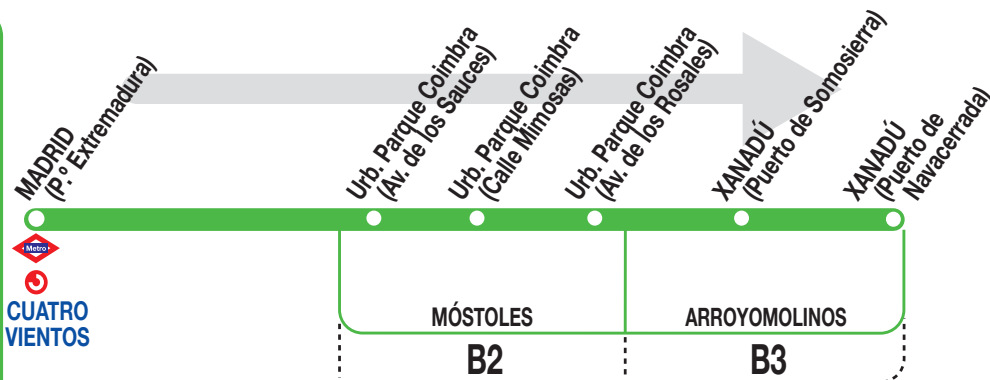 MADRID
(P.º Extremadura)
Urb. Parque Coimbra
(Av. de los Sauces)
Urb. Parque Coimbra
(Calle Mimosas)
Urb. Parque Coimbra
(Av. de los Rosales)
XANADÚ
(Puerto de Somosierra)
XANADÚ
(Puerto de
Navacerrada)
Metro
CUATRO
VIENTOS
MÓSTOLES
ARROYOMOLINOS
B2
B3